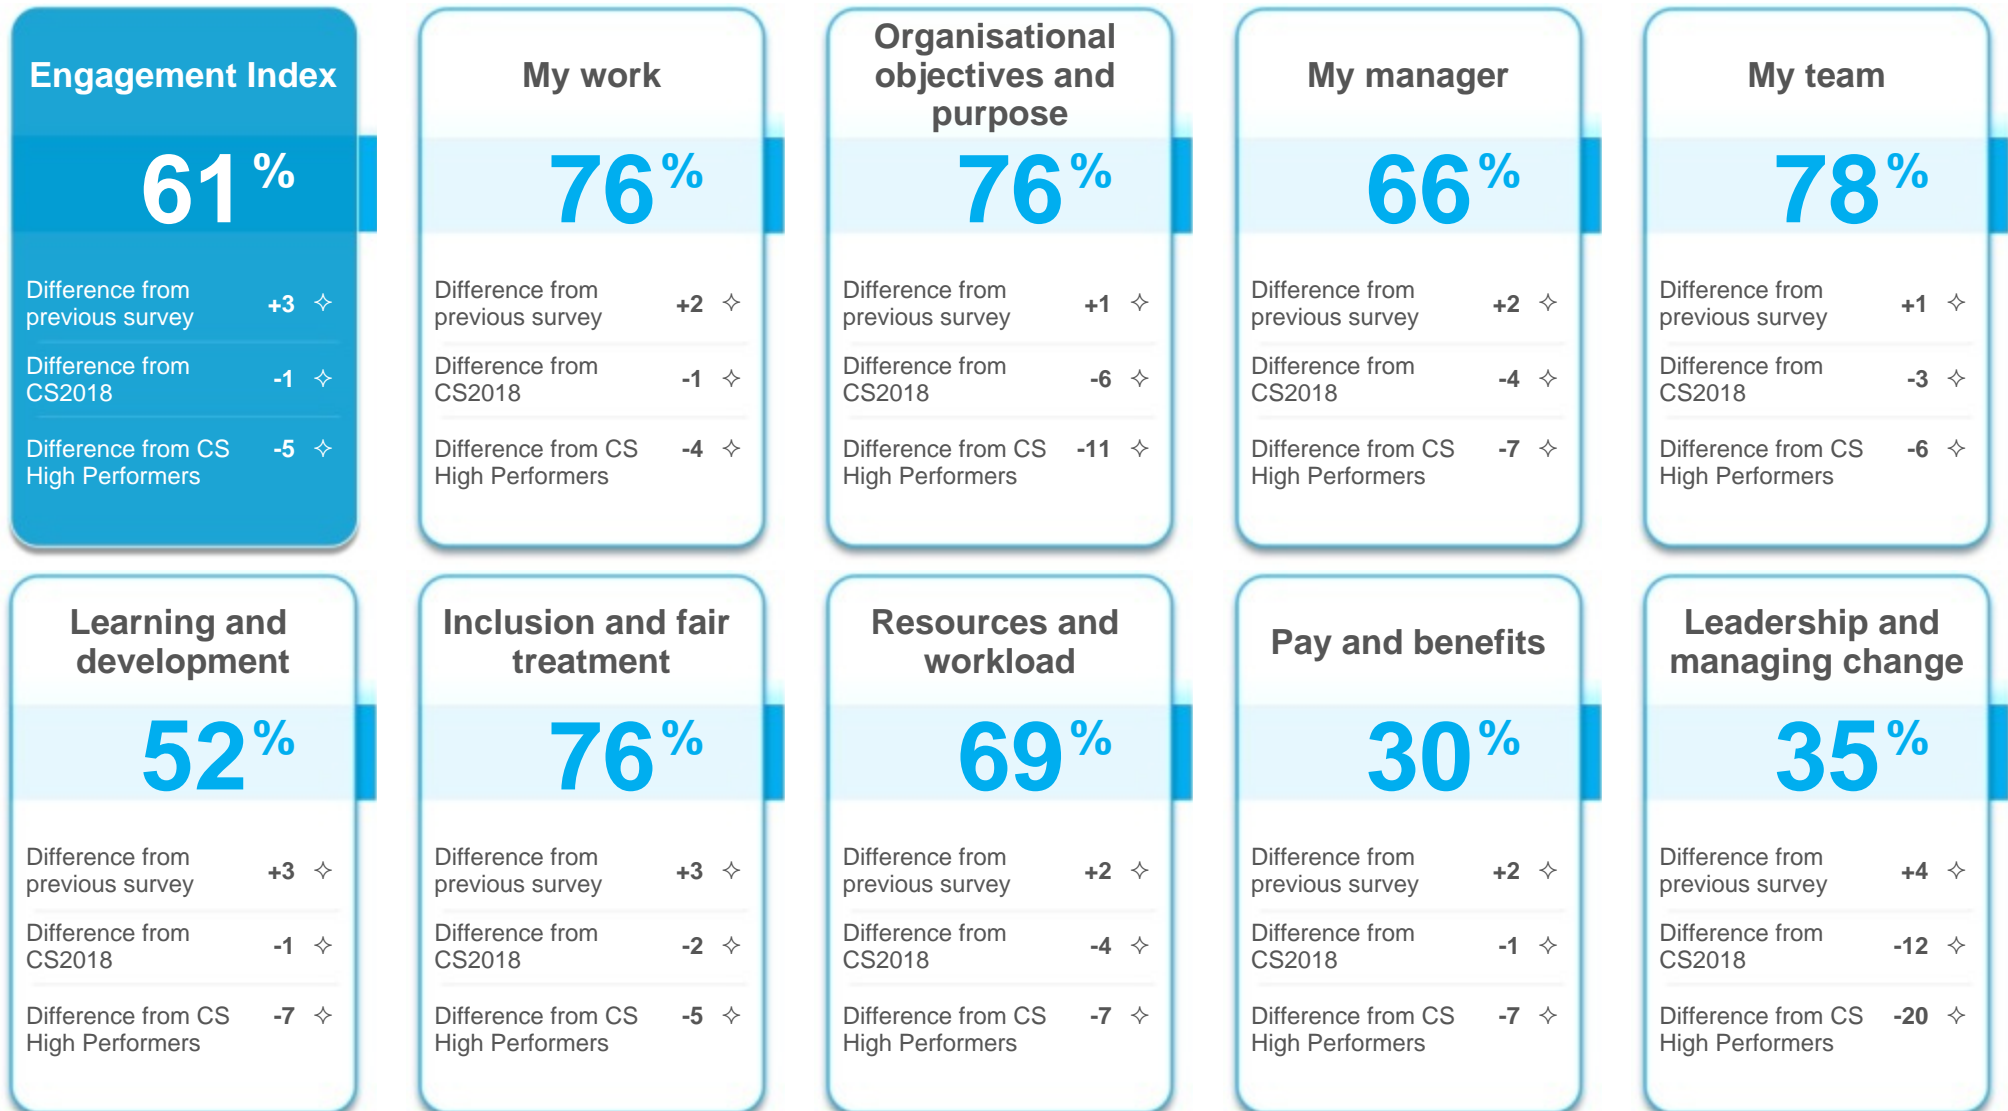 Engagement Index
61%
Difference from
previous survey
+3 ✧
Difference from
CS2018
-1 ✧
Difference from CS
High Performers
-5 ✧
My work
76%
Difference from
previous survey
+2 ✧
Difference from
CS2018
-1 ✧
Difference from CS
High Performers
-4 ✧
Organisational
objectives and
purpose
76%
Difference from
previous survey
+1 ✧
Difference from
CS2018
-6 ✧
Difference from CS
High Performers
-11 ✧
My manager
66%
Difference from
previous survey
+2 ✧
Difference from
CS2018
-4 ✧
Difference from CS
High Performers
-7 ✧
My team
78%
Difference from
previous survey
+1 ✧
Difference from
CS2018
-3 ✧
Difference from CS
High Performers
-6 ✧
Learning and
development
52%
Difference from
previous survey
+3 ✧
Difference from
CS2018
-1 ✧
Difference from CS
High Performers
-7 ✧
Inclusion and fair
treatment
76%
Difference from
previous survey
+3 ✧
Difference from
CS2018
-2 ✧
Difference from CS
High Performers
-5 ✧
Resources and
workload
69%
Difference from
previous survey
+2 ✧
Difference from
CS2018
-4 ✧
Difference from CS
High Performers
-7 ✧
Pay and benefits
30%
Difference from
previous survey
+2 ✧
Difference from
CS2018
-1 ✧
Difference from CS
High Performers
-7 ✧
Leadership and
managing change
35%
Difference from
previous survey
+4 ✧
Difference from
CS2018
-12 ✧
Difference from CS
High Performers
-20 ✧